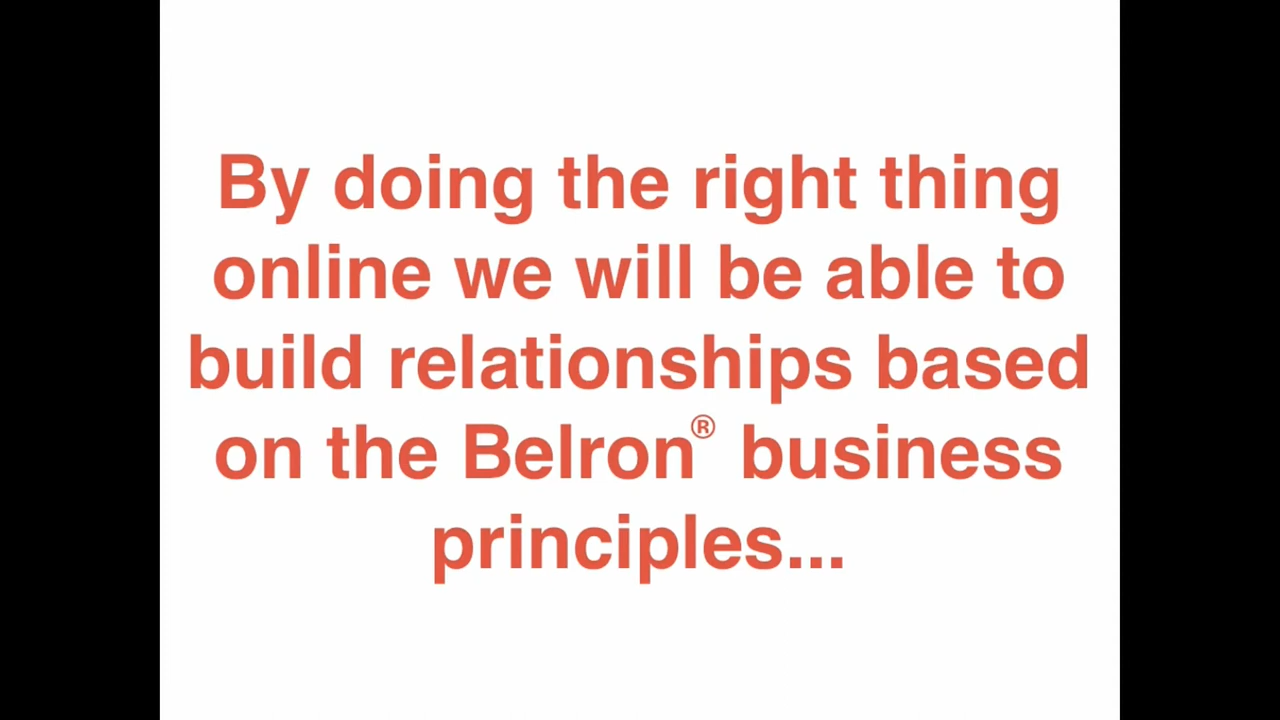 By doing the right thing
online we will be able to
build relationships based
on the Belron® business
principles...